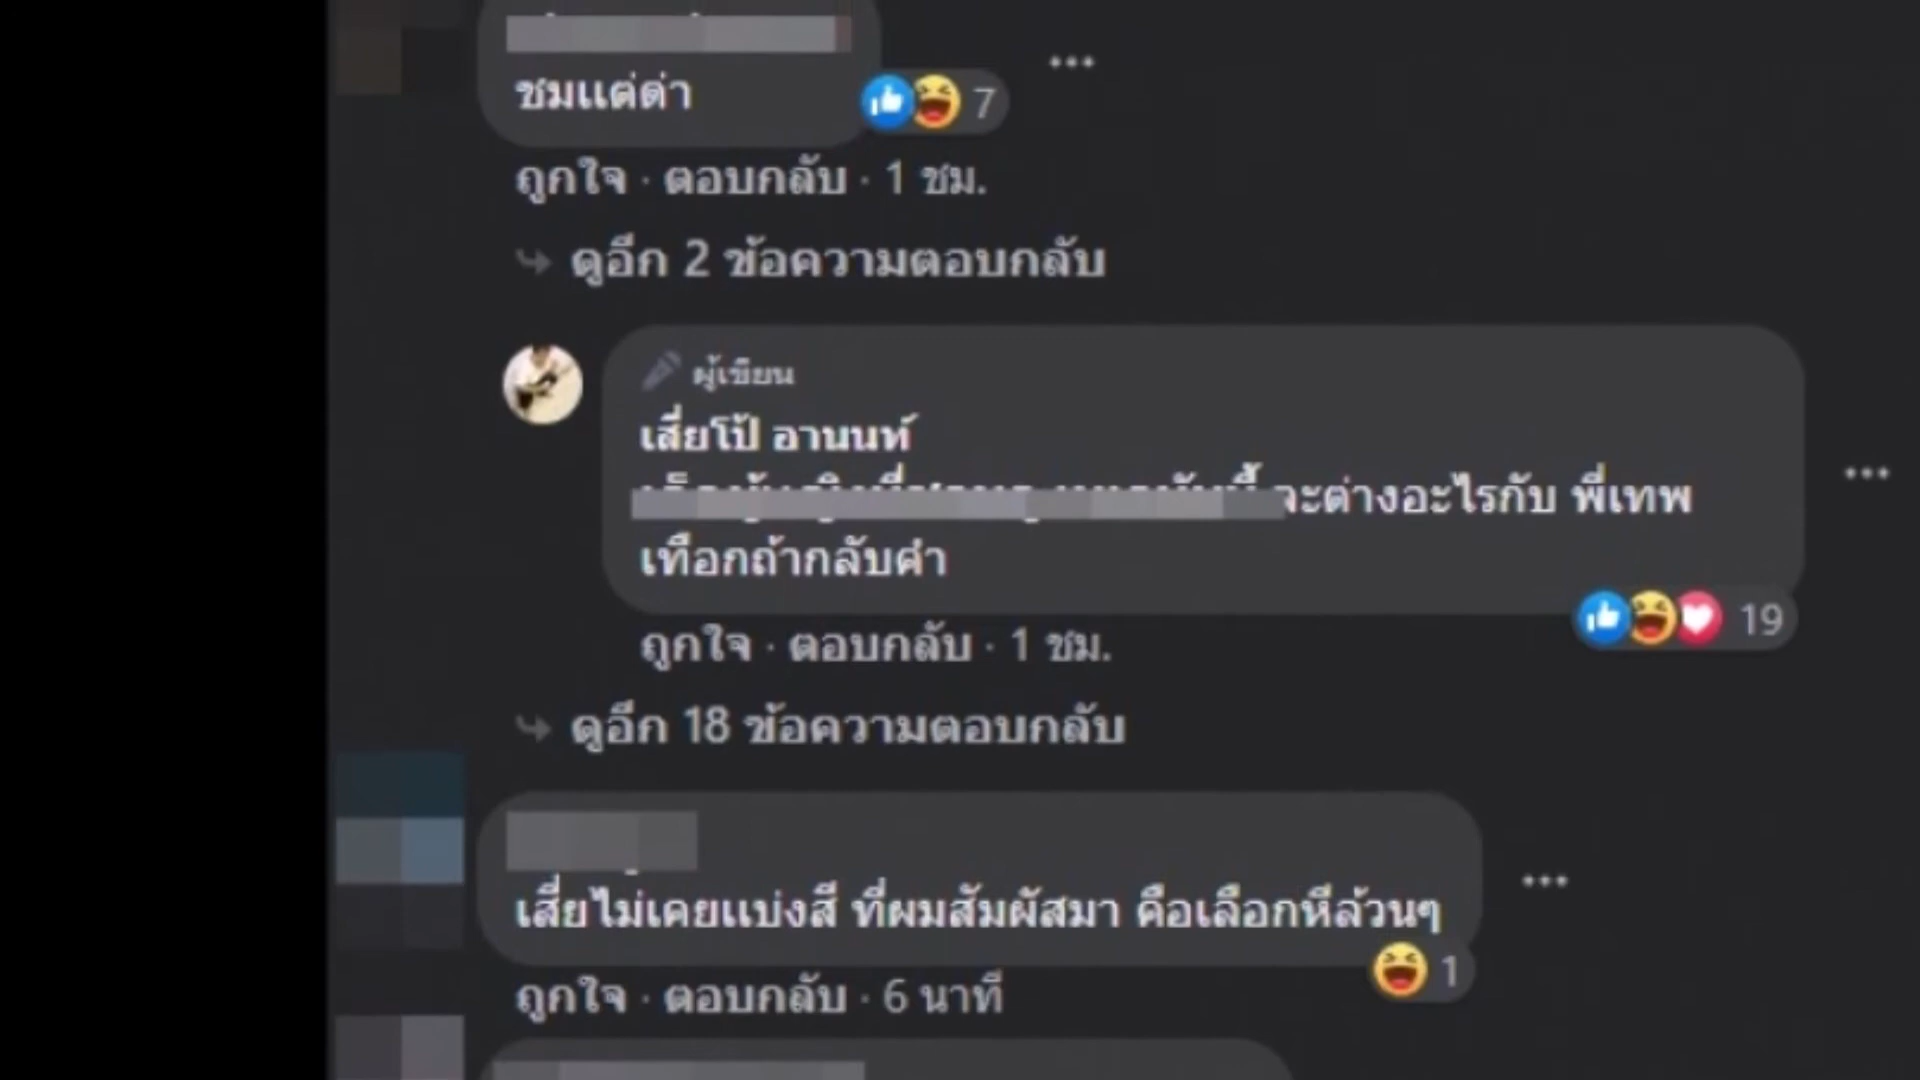 ชมแค่ด่า
7
ถูกใจ · ตอบกลับ · 1 ชม.
ดูอีก 2 ข้อความตอบกลับ
ผู้เขียน
เสี่ยโป้ อานนท์
จะต่างอะไรกับ พี่เทพ
เทือกถ้ากลับคำ
19
ถูกใจ · ตอบกลับ · 1 ชม.
ดูอีก 18 ข้อความตอบกลับ
เสี่ยไม่เคยแบ่งสี ที่ผมสัมผัสมา คือเลือกหีล้วนๆ
1
ถูกใจ · ตอบกลับ · 6 นาที